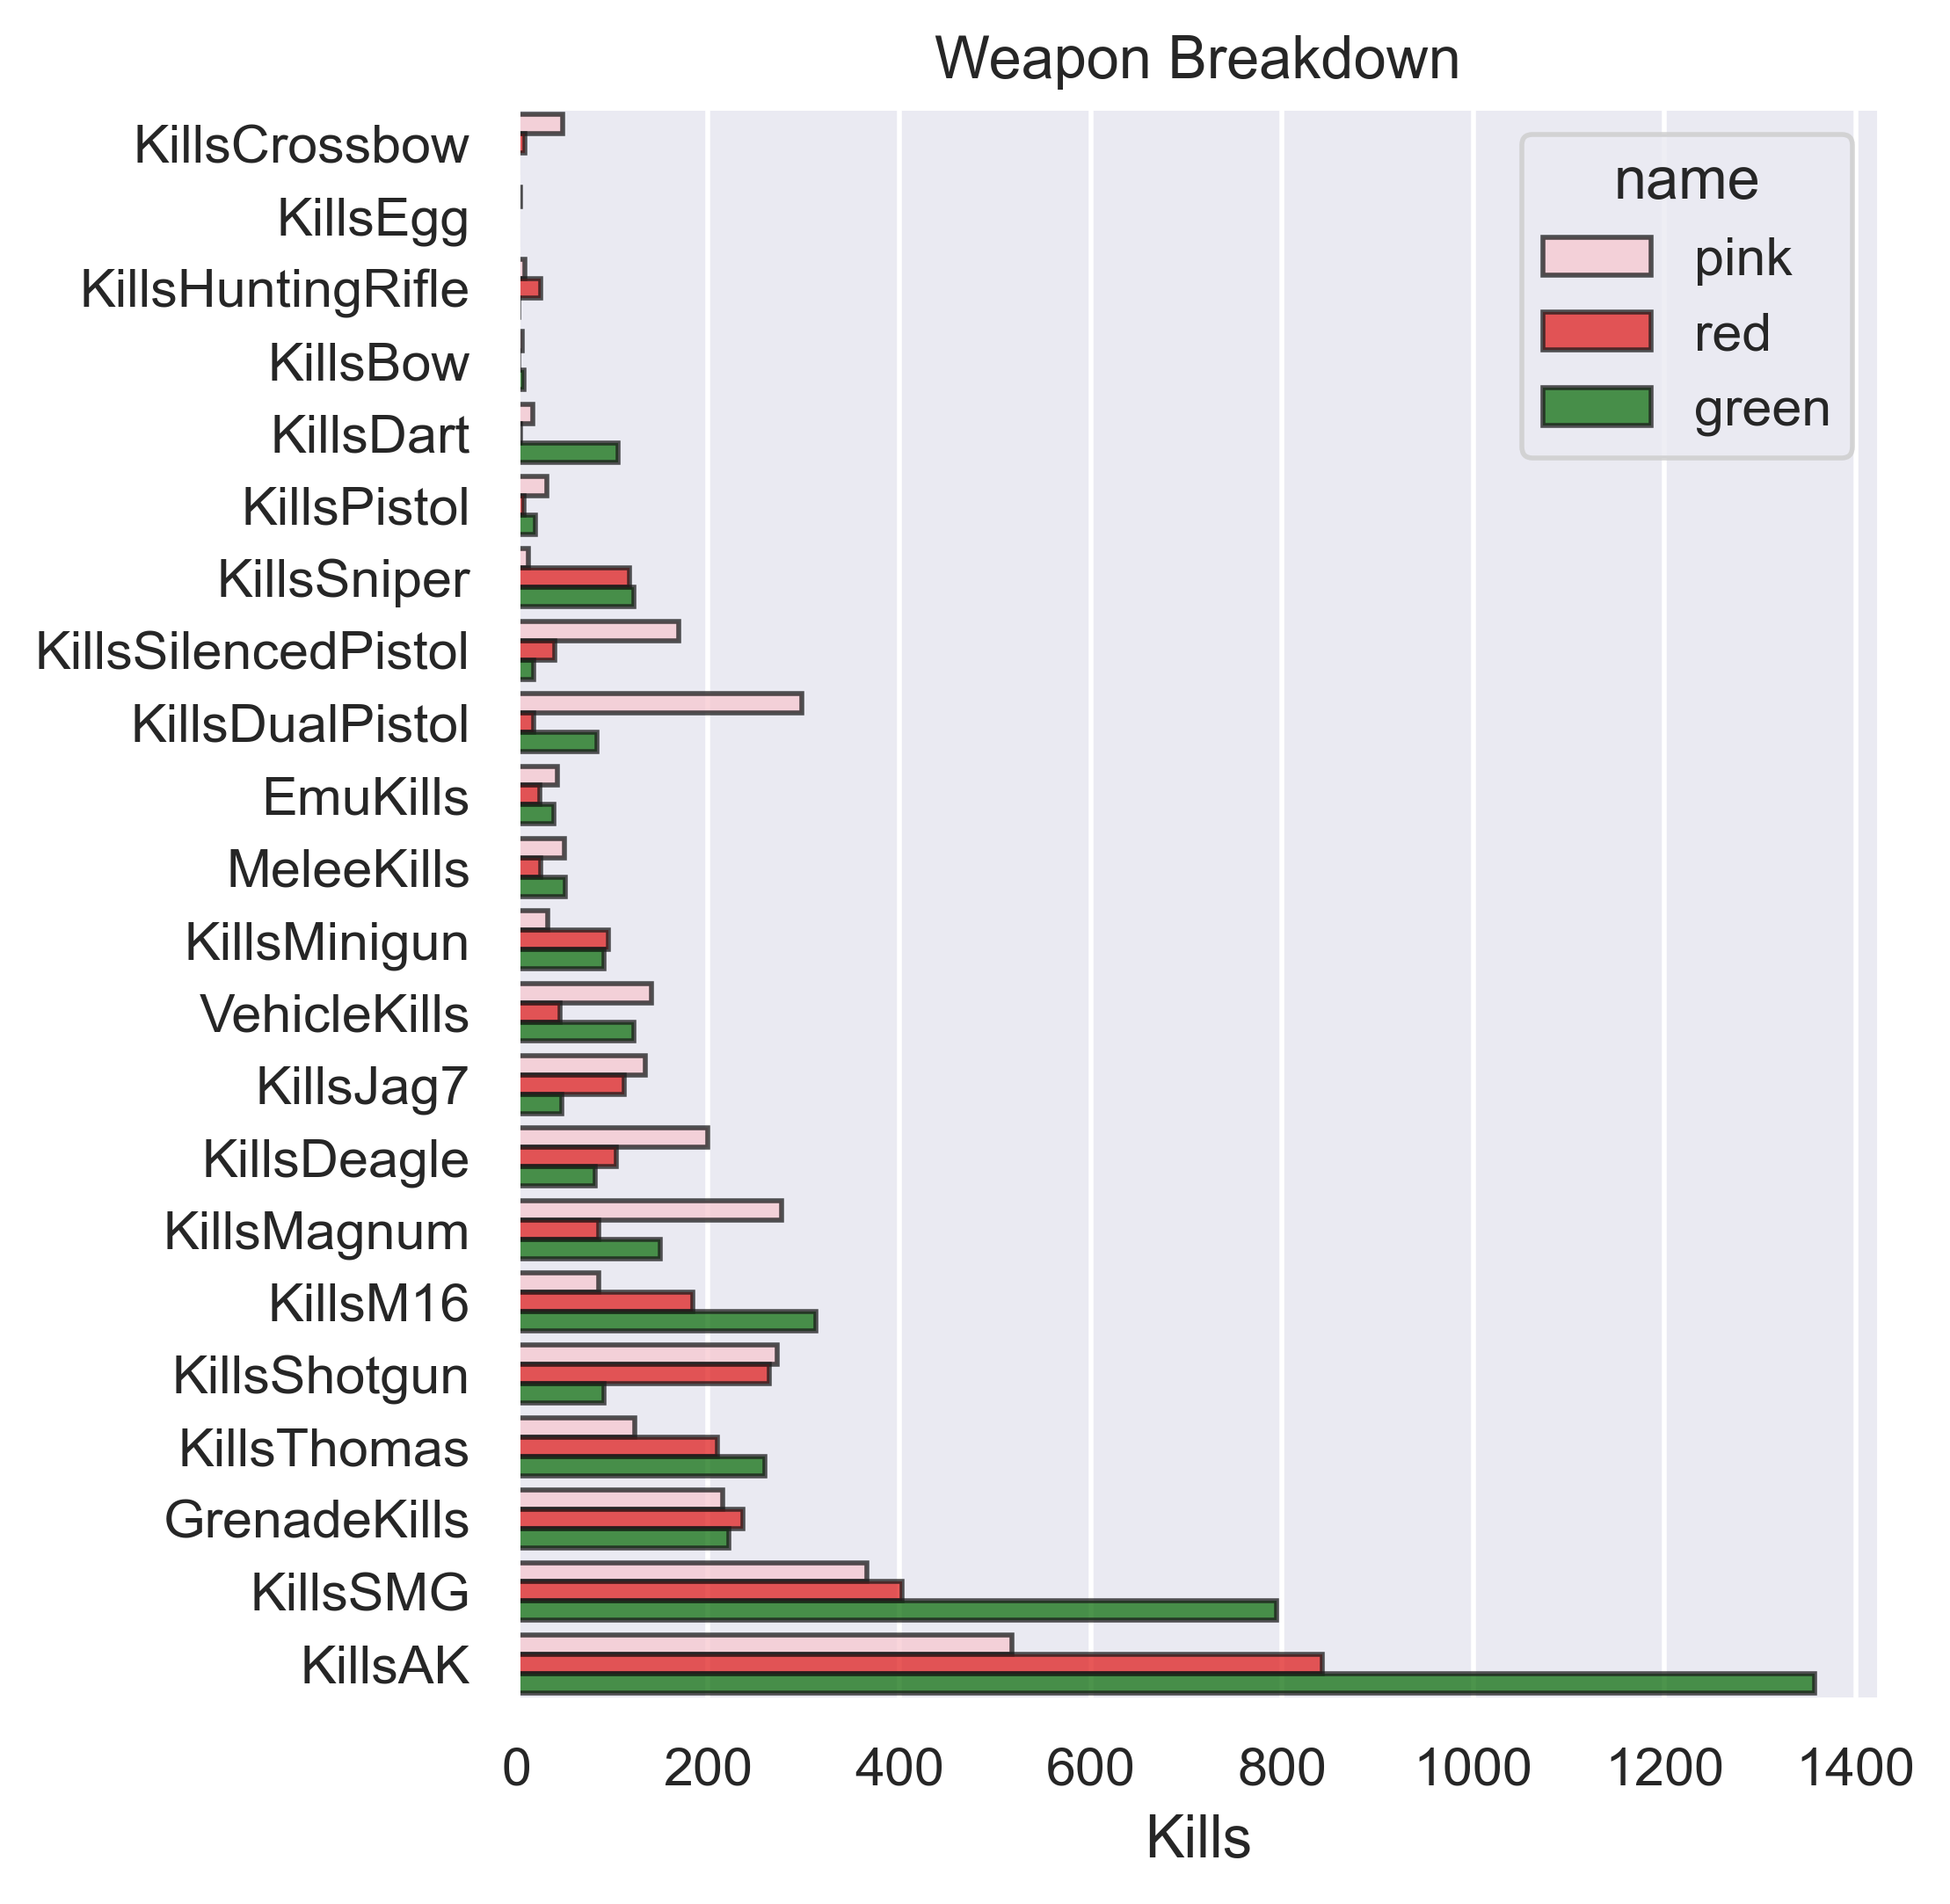 Weapon Breakdown
KillsCrossbow
KillsEgg
KillsHuntingRifle
KillsBow
KillsDart
KillsPistol
KillsSniper
KillsSilencedPistol
KillsDualPistol
EmuKills
MeleeKills
KillsMinigun
VehicleKills
KillsJag7
KillsDeagle
KillsMagnum
KillsM16
KillsShotgun
KillsThomas
GrenadeKills
KillsSMG
KillsAK
name
pink
red
green
0 200 400 600 800 1000 1200 1400
Kills